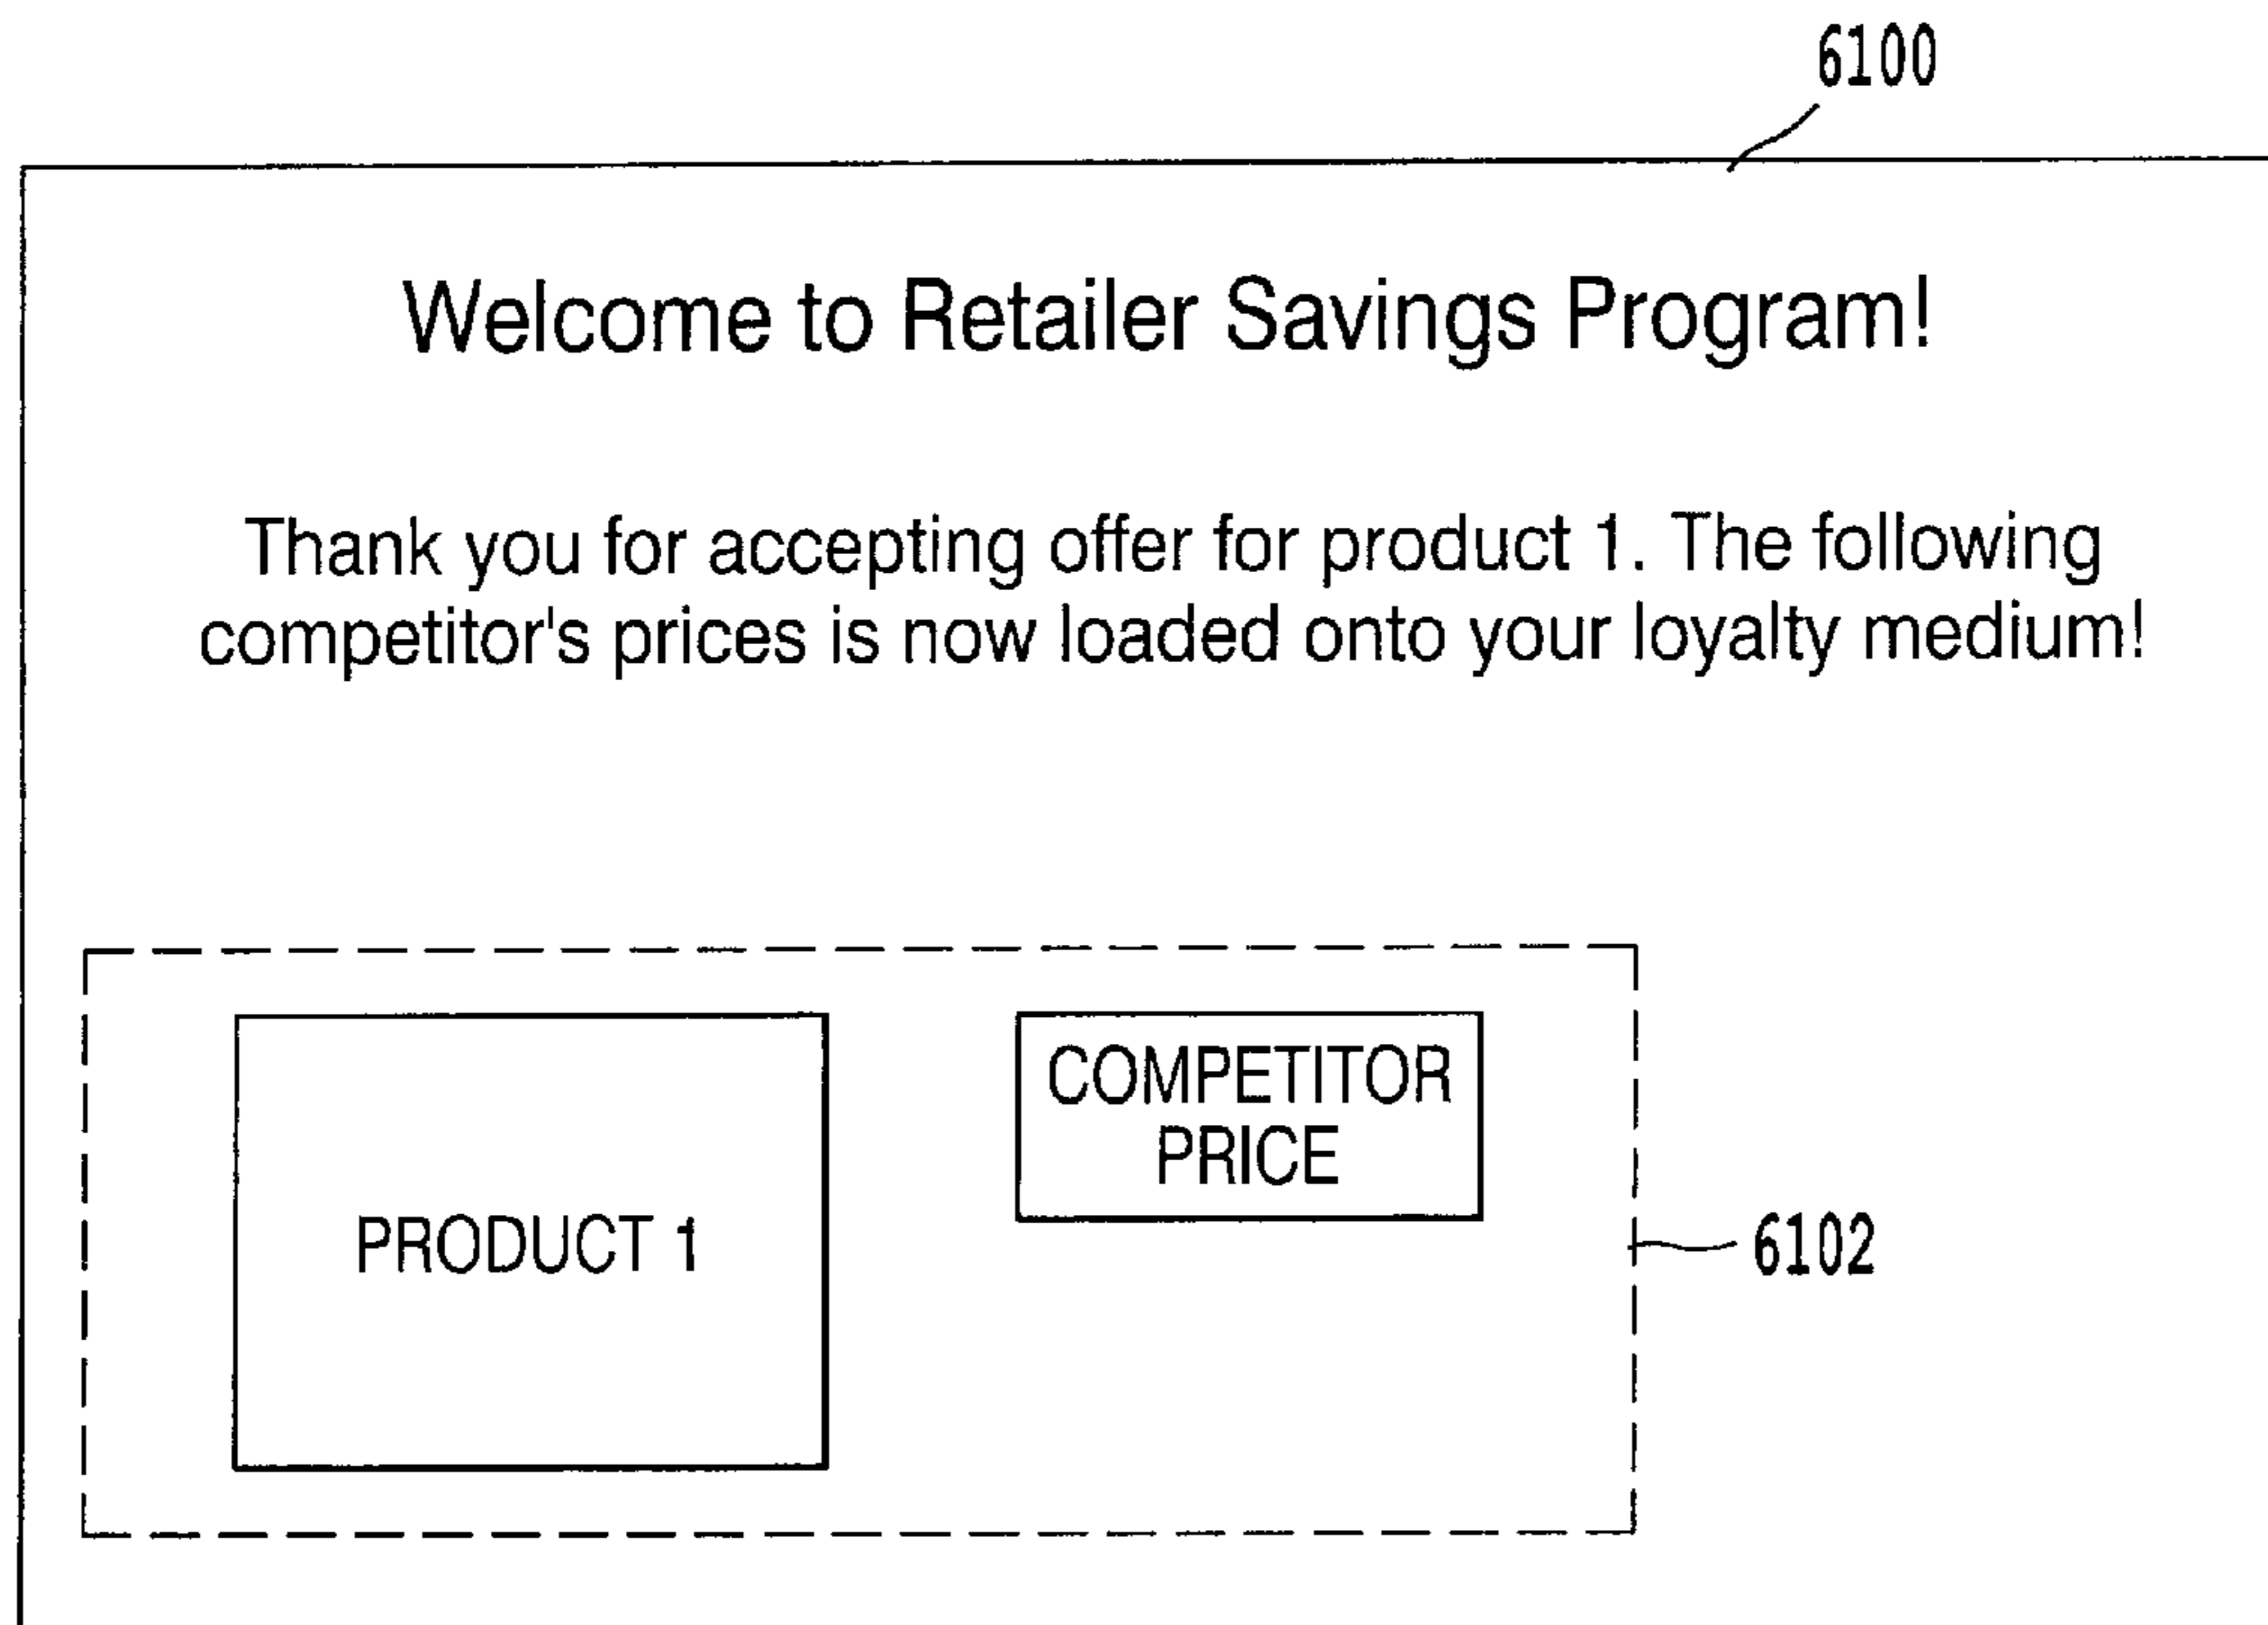 6100
Welcome to Retailer Savings Program!
Thank you for accepting offer for product 1. The following
competitor's prices is now loaded onto your loyalty medium!
COMPETITOR
PRICE
PRODUCT 1
6102